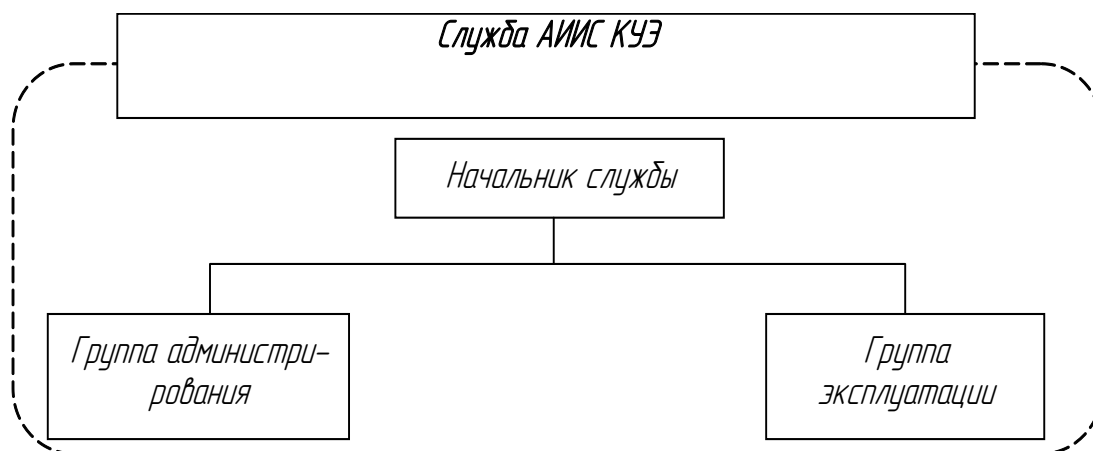 Служба АИИС КУЭ
Начальник службы
Группа администри-
рования
Группа
эксплуатации